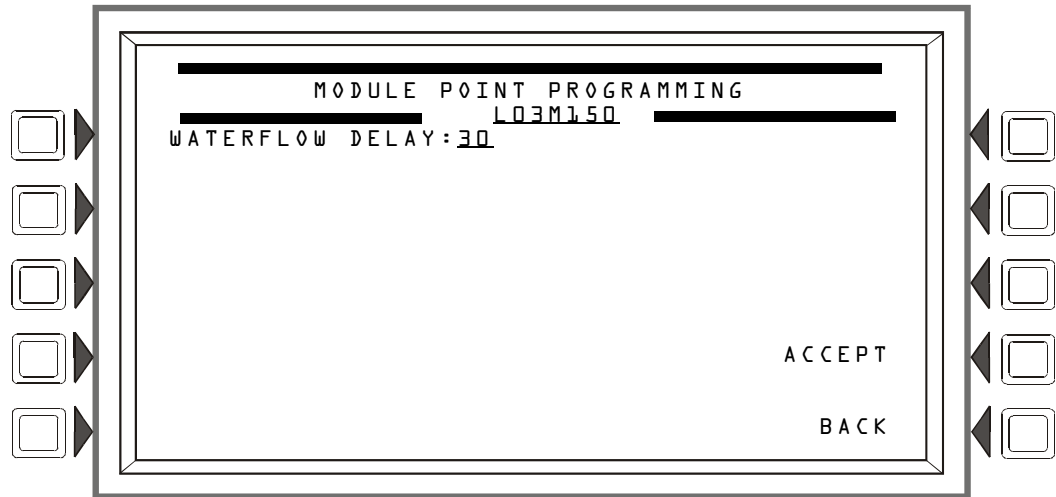 MODULE POINT PROGRAMMING
L03M150
WATERFLOW DELAY:30
ACCEPT
BACK